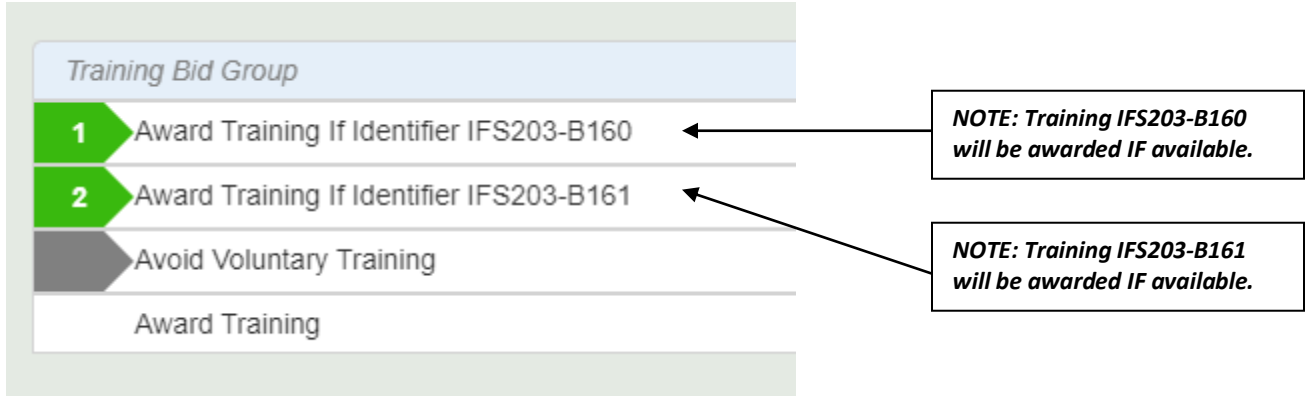 Training Bid Group
1 Award Training If Identifier IFS203-B160
NOTE: Training IFS203-B160
will be awarded IF available.
2 Award Training If Identifier IFS203-B161
Avoid Voluntary Training
NOTE: Training IFS203-B161
will be awarded IF available.
Award Training